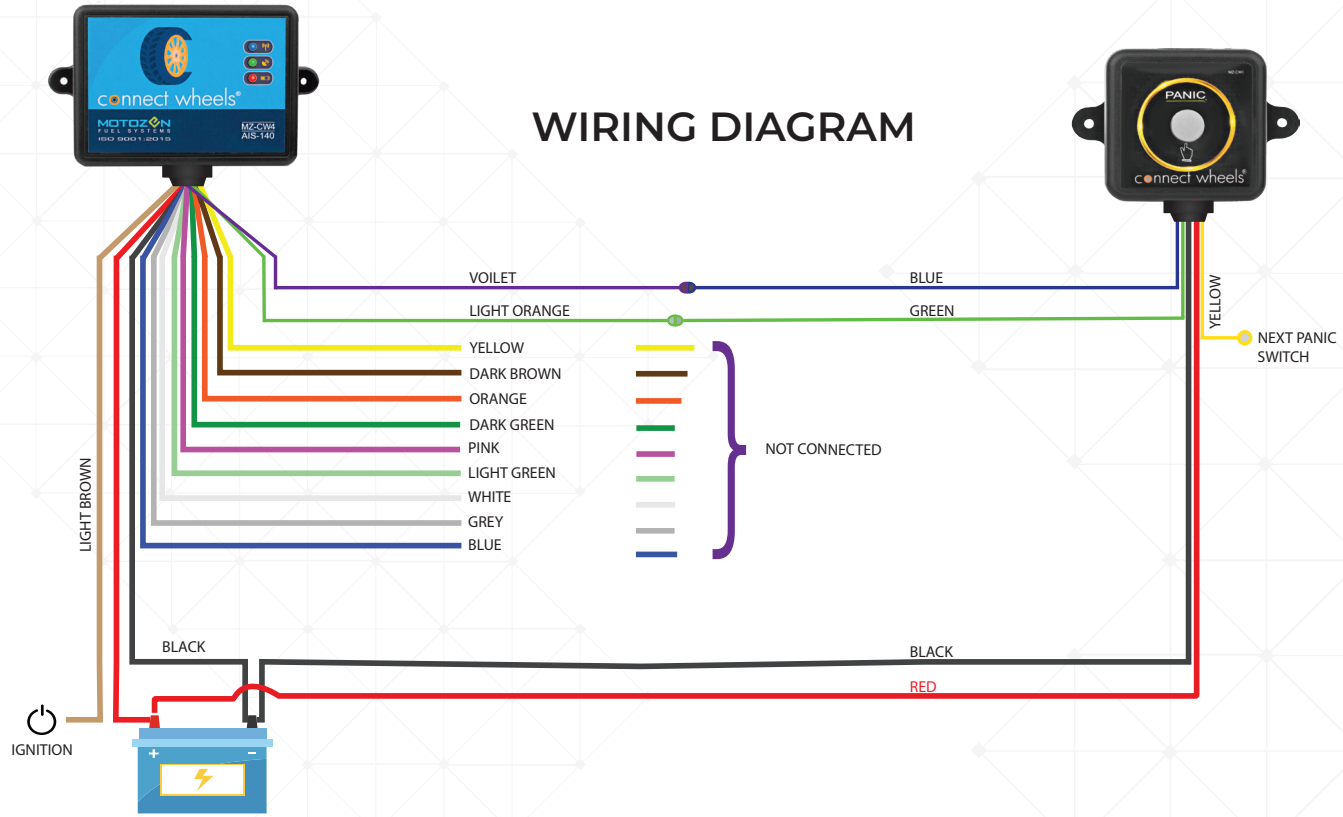 connect wheels®
MOTOZEN
FUEL SYSTEMS
ISO 9001:2015
MZ-CW4
AIS-140
WIRING DIAGRAM
MZ-CW1
PANIC
connect wheels®
VOILET
BLUE
LIGHT ORANGE
GREEN
YELLOW
NEXT PANIC
SWITCH
YELLOW
DARK BROWN
ORANGE
DARK GREEN
PINK
LIGHT GREEN
WHITE
GREY
BLUE
NOT CONNECTED
LIGHT BROWN
BLACK
BLACK
RED
IGNITION
+ −